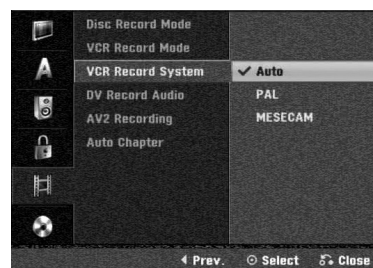 Disc Record Mode
VCR Record Mode
A
VCR Record System ✓ Auto
DV Record Audio PAL
AV2 Recording MESECAM
Auto Chapter
◀ Prev. ⊙ Select Close